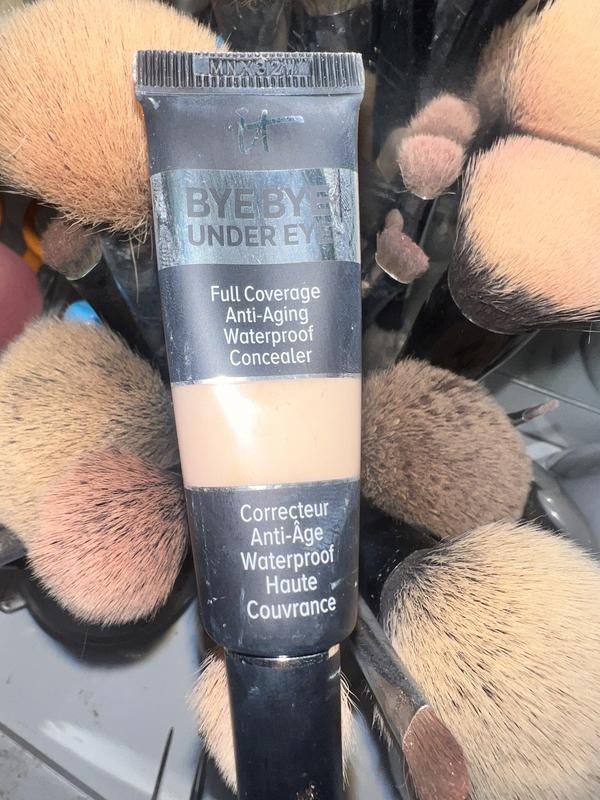 it
BYE BYE
UNDER EYE
Full Coverage
Anti-Aging
Waterproof
Concealer
Correcteur
Anti-Âge
Waterproof
Haute
Couvrance